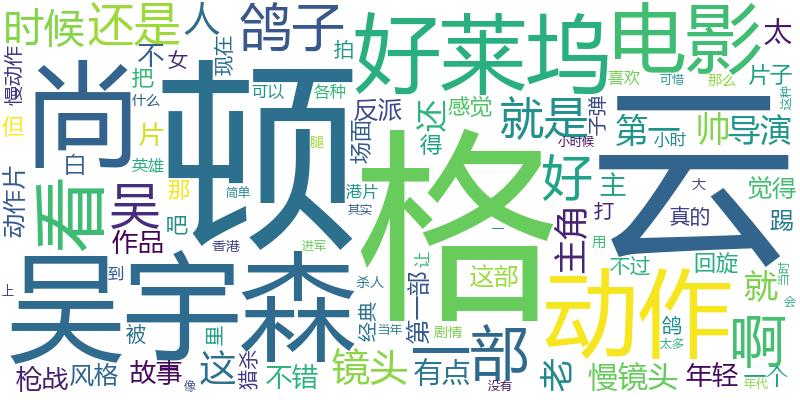 时候
还是
人
鸽子
好莱坞
电影
太
慢动作
不
女
现在
拍
喜欢
可惜
那么
片子
这种
尚
顿
格
云
把
什么
可以
各种
反派
还
感觉
就是
子弹
第一
帅
导演
但
片
场面
得
小时候
小时
白
英雄
腿
动作片
看
吴
那
简单
港片
好
主
觉得
作品
吧
其实
主角
打
真的
大
踢
香港
进军
一
用
上
吴宇森
到
杀人
让
这部
不过
回旋
就
会
动作
被
里
经典
当年
第一部
剧情
一部
鸽
太多
啊
枪战
风格
故事
这
像
猎杀
不错
镜头
有点
没有
老
慢镜头
年轻
一个
年代